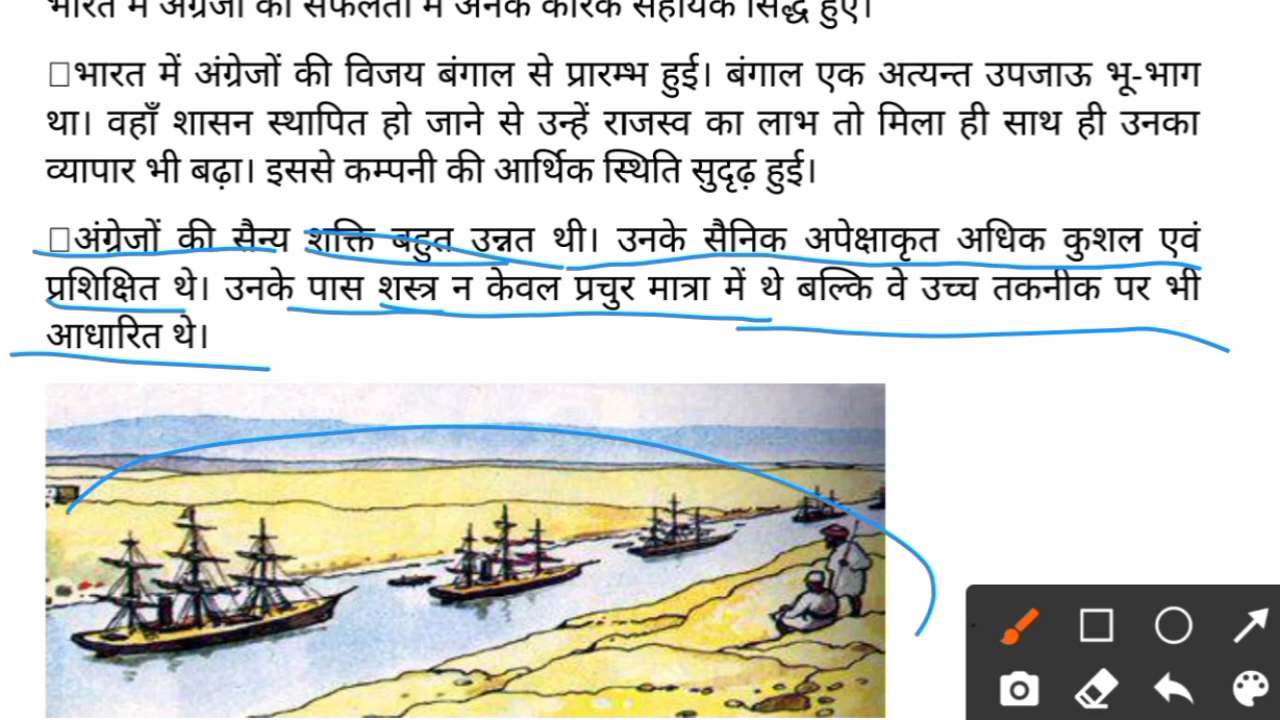 भारत में अंग्रेजों की सफलता में अनेक कारक सहायक सिद्ध हुए।
□भारत में अंग्रेजों की विजय बंगाल से प्रारम्भ हुई। बंगाल एक अत्यन्त उपजाऊ भू-भाग
था। वहाँ शासन स्थापित हो जाने से उन्हें राजस्व का लाभ तो मिला ही साथ ही उनका
व्यापार भी बढ़ा। इससे कम्पनी की आर्थिक स्थिति सुदृढ़ हुई।
□अंग्रेजों की सैन्य शक्ति बहुत उन्नत थी। उनके सैनिक अपेक्षाकृत अधिक कुशल एवं
प्रशिक्षित थे। उनके पास शस्त्र न केवल प्रचुर मात्रा में थे बल्कि वे उच्च तकनीक पर भी
आधारित थे।